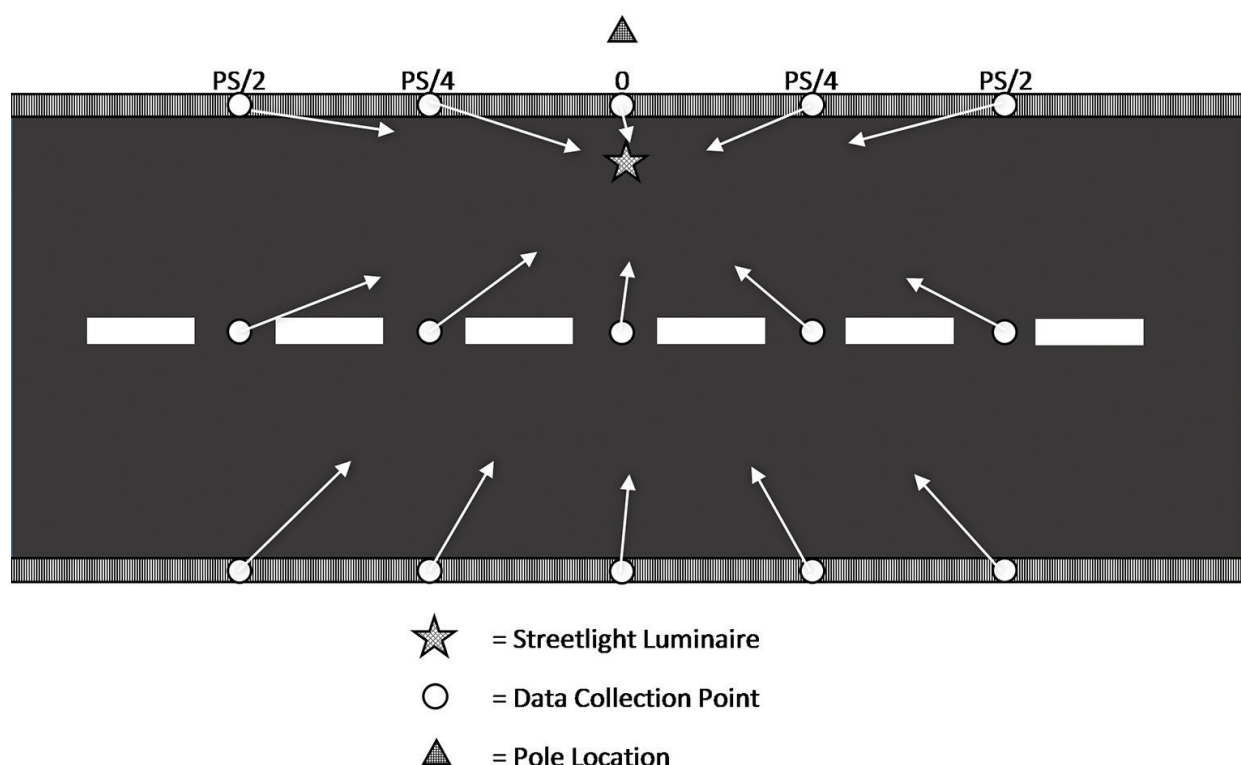 PS/2 PS/4 0 PS/4 PS/2
= Streetlight Luminaire
= Data Collection Point
= Pole Location